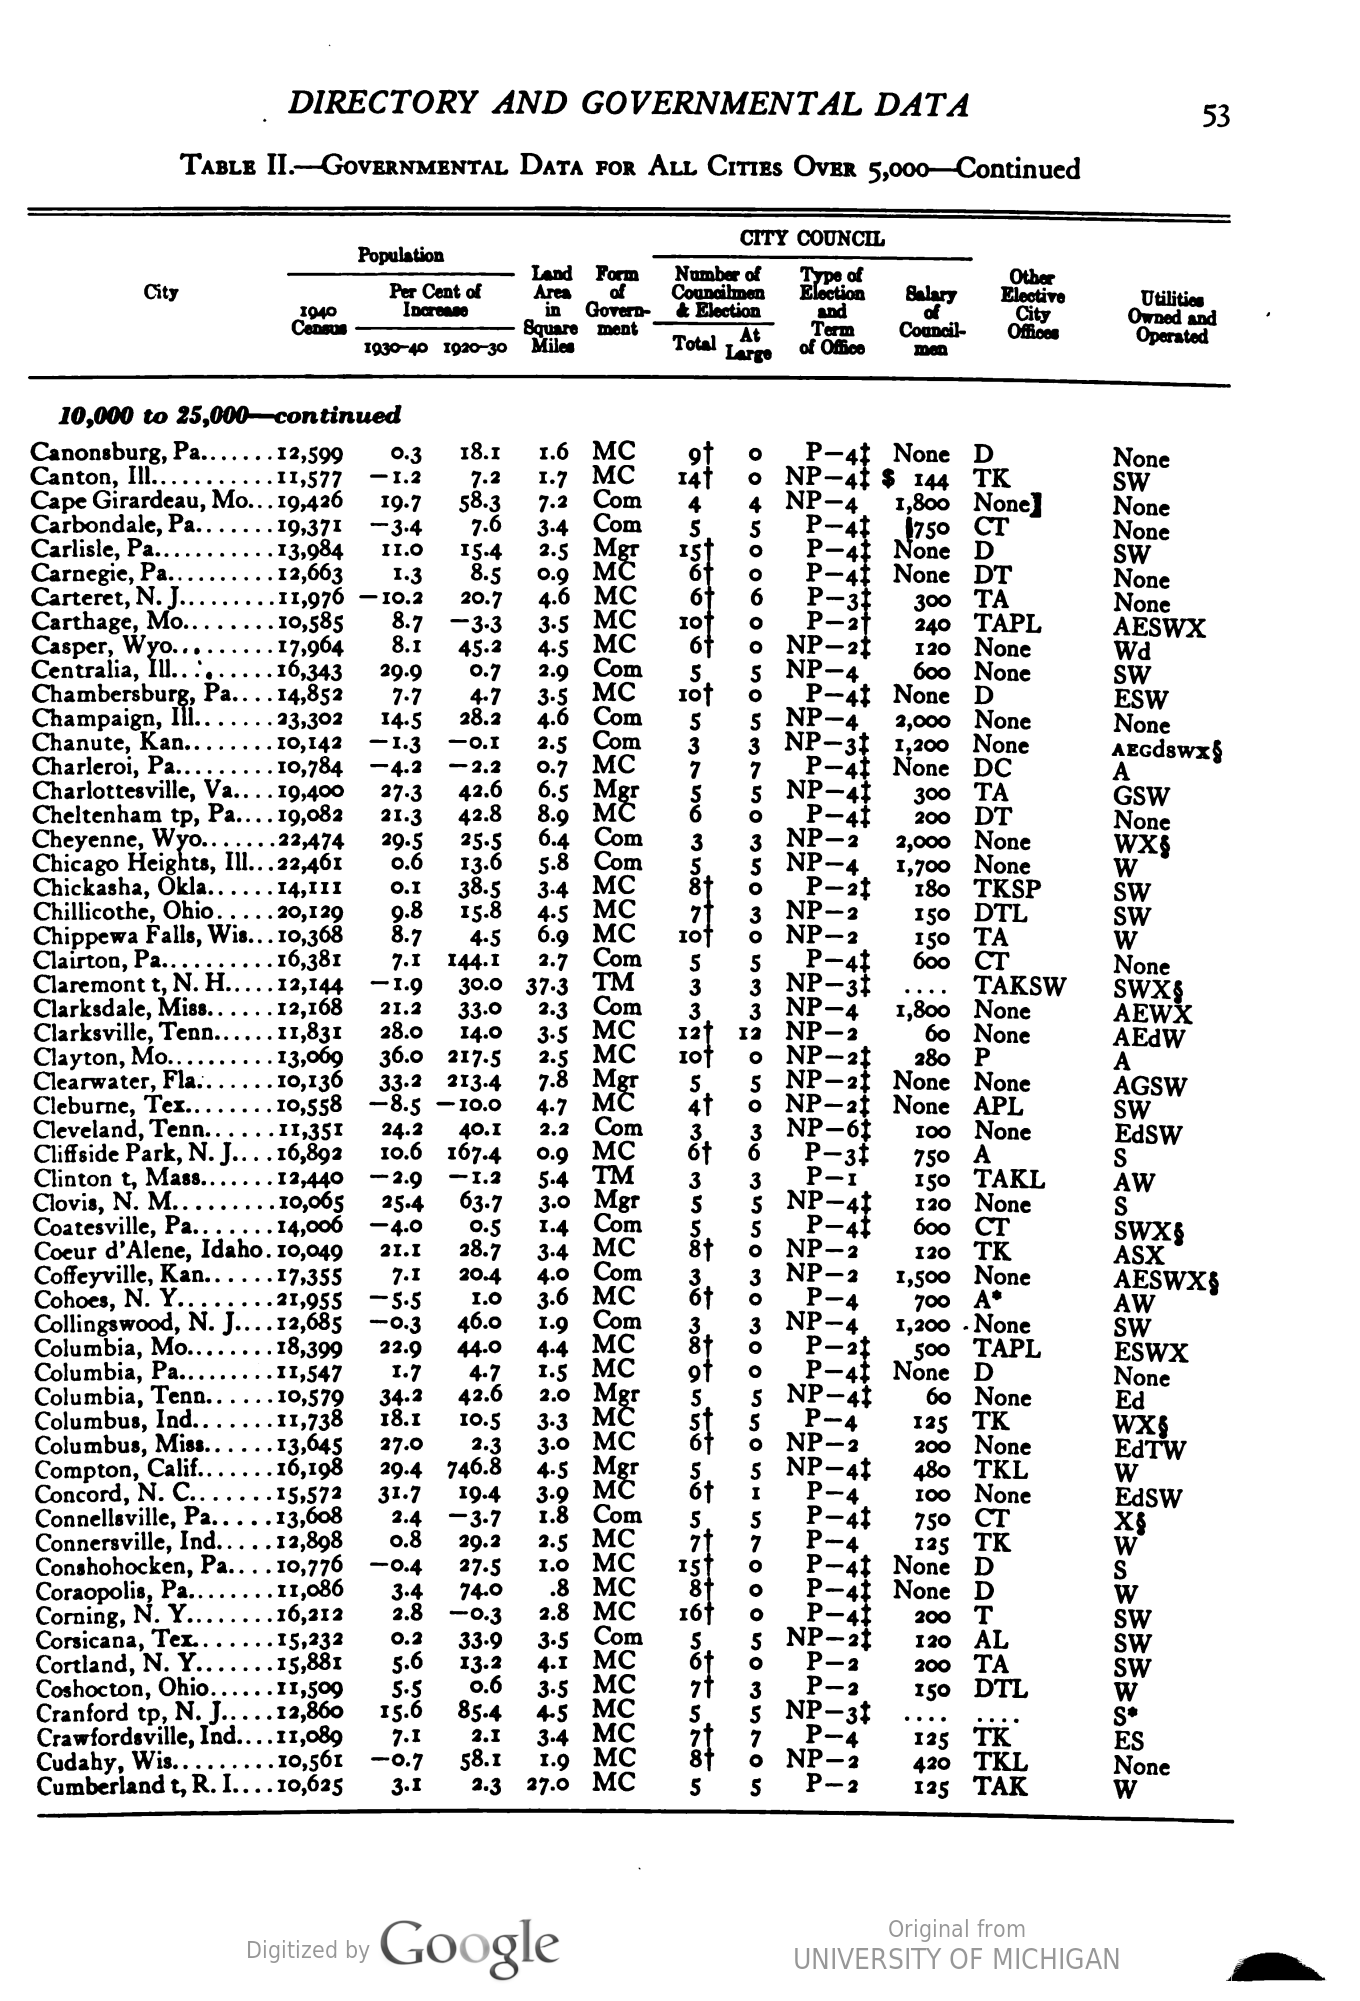 DIRECTORY AND GOVERNMENTAL DATA 53
TABLE II.—GOVERNMENTAL DATA FOR ALL CITIES OVER 5,000—Continued
City
Population
1940 Census
Per Cent of Increase
1930-40 1920-30
Land Area in Square Miles
Form of Government
CITY COUNCIL
Number of Councilmen & Election
Total At Large
Type of Election and Term of Office
Salary of Councilmen
Other Elective City Offices
Utilities Owned and Operated
10,000 to 25,000—continued
Canonsburg, Pa.......12,599 0.3 18.1 1.6 MC 9† 0 P-4‡ None D None
Canton, Ill...........11,577 -1.2 7.2 1.7 MC 14† 0 NP-4‡ $ 144 TK SW
Cape Girardeau, Mo...19,426 19.7 58.3 7.2 Com 4 4 NP-4 1,800 None] None
Carbondale, Pa.......19,371 -3.4 7.6 3.4 Com 5 5 P-4‡ 750 CT None
Carlisle, Pa..........13,984 11.0 15.4 2.5 Mgr 15† 0 P-4‡ None D SW
Carnegie, Pa.........12,663 1.3 8.5 0.9 MC 6† 0 P-4‡ None DT None
Carteret, N. J.........11,976 -10.2 20.7 4.6 MC 6† 6 P-3‡ 300 TA None
Carthage, Mo........10,585 8.7 -3.3 3.5 MC 10† 0 P-2† 240 TAPL AESWX
Casper, Wyo.........17,964 8.1 45.2 4.5 MC 6† 0 NP-2‡ 120 None Wd
Centralia, Ill.........16,343 29.9 0.7 2.9 Com 5 5 NP-4 600 None SW
Chambersburg, Pa....14,852 7.7 4.7 3.5 MC 10† 0 P-4‡ None D ESW
Champaign, Ill.......23,302 14.5 28.2 4.6 Com 5 5 NP-4 2,000 None None
Chanute, Kan........10,142 -1.3 -0.1 2.5 Com 3 3 NP-3‡ 1,200 None AEGdswx§
Charleroi, Pa.........10,784 -4.2 -2.2 0.7 MC 7 7 P-4‡ None DC A
Charlottesville, Va....19,400 27.3 42.6 6.5 Mgr 5 5 NP-4‡ 300 TA GSW
Cheltenham tp, Pa....19,082 21.3 42.8 8.9 MC 6 0 P-4‡ 200 DT None
Cheyenne, Wyo.......22,474 29.5 25.5 6.4 Com 3 3 NP-2 2,000 None WX§
Chicago Heights, Ill...22,461 0.6 13.6 5.8 Com 5 5 NP-4 1,700 None W
Chickasha, Okla......14,111 0.1 38.5 3.4 MC 8† 0 P-2‡ 180 TKSP SW
Chillicothe, Ohio.....20,129 9.8 15.8 4.5 MC 7† 3 NP-2 150 DTL SW
Chippewa Falls, Wis...10,368 8.7 4.5 6.9 MC 10† 0 NP-2 150 TA W
Clairton, Pa..........16,381 7.1 144.1 2.7 Com 5 5 P-4‡ 600 CT None
Claremont t, N. H.....12,144 -1.9 30.0 37.3 TM 3 3 NP-3‡ .... TAKSW SWX§
Clarksdale, Miss......12,168 21.2 33.0 2.3 Com 3 3 NP-4 1,800 None AEWX
Clarksville, Tenn......11,831 28.0 14.0 3.5 MC 12† 12 NP-2 60 None AEdW
Clayton, Mo..........13,069 36.0 217.5 2.5 MC 10† 0 NP-2‡ 280 P A
Clearwater, Fla.......10,136 33.2 213.4 7.8 Mgr 5 5 NP-2‡ None None AGSW
Cleburne, Tex........10,558 -8.5 -10.0 4.7 MC 4† 0 NP-2‡ None APL SW
Cleveland, Tenn......11,351 24.2 40.1 2.2 Com 3 3 NP-6‡ 100 None EdSW
Cliffside Park, N. J....16,892 10.6 167.4 0.9 MC 6† 6 P-3‡ 750 A S
Clinton t, Mass.......12,440 -2.9 -1.2 5.4 TM 3 3 P-1 150 TAKL AW
Clovis, N. M.........10,065 25.4 63.7 3.0 Mgr 5 5 NP-4‡ 120 None S
Coatesville, Pa.......14,006 -4.0 0.5 1.4 Com 5 5 P-4‡ 600 CT SWX§
Coeur d'Alene, Idaho.10,049 21.1 28.7 3.4 MC 8† 0 NP-2 120 TK ASX
Coffeyville, Kan......17,355 7.1 20.4 4.0 Com 3 3 NP-2 1,500 None AESWX§
Cohoes, N. Y........21,955 -5.5 1.0 3.6 MC 6† 0 P-4 700 A* AW
Collingswood, N. J....12,685 -0.3 46.0 1.9 Com 3 3 NP-4 1,200 None SW
Columbia, Mo........18,399 22.9 44.0 4.4 MC 8† 0 P-2‡ 500 TAPL ESWX
Columbia, Pa.........11,547 1.7 4.7 1.5 MC 9† 0 P-4‡ None D None
Columbia, Tenn......10,579 34.2 42.6 2.0 Mgr 5 5 NP-4‡ 60 None Ed
Columbus, Ind.......11,738 18.1 10.5 3.3 MC 5† 5 P-4 125 TK WX§
Columbus, Miss......13,645 27.0 2.3 3.0 MC 6† 0 NP-2 200 None EdTW
Compton, Calif.......16,198 29.4 746.8 4.5 Mgr 5 5 NP-4‡ 480 TKL W
Concord, N. C.......15,572 31.7 19.4 3.9 MC 6† 1 P-4 100 None EdSW
Connellsville, Pa.....13,608 2.4 -3.7 1.8 Com 5 5 P-4‡ 750 CT X§
Connersville, Ind.....12,898 0.8 29.2 2.5 MC 7† 7 P-4 125 TK W
Conshohocken, Pa....10,776 -0.4 27.5 1.0 MC 15† 0 P-4‡ None D S
Coraopolis, Pa........11,086 3.4 74.0 .8 MC 8† 0 P-4‡ None D W
Corning, N. Y........16,212 2.8 -0.3 2.8 MC 16† 0 P-4‡ 200 T SW
Corsicana, Tex.......15,232 0.2 33.9 3.5 Com 5 5 NP-2‡ 120 AL SW
Cortland, N. Y.......15,881 5.6 13.2 4.1 MC 6† 0 P-2 200 TA SW
Coshocton, Ohio......11,509 5.5 0.6 3.5 MC 7† 3 P-2 150 DTL W
Cranford tp, N. J.....12,860 15.6 85.4 4.5 MC 5 5 NP-3‡ .... .... S*
Crawfordsville, Ind....11,089 7.1 2.1 3.4 MC 7† 7 P-4 125 TK ES
Cudahy, Wis.........10,561 -0.7 58.1 1.9 MC 8† 0 NP-2 420 TKL None
Cumberland t, R. I....10,625 3.1 2.3 27.0 MC 5 5 P-2 125 TAK W
Digitized by Google
Original from
UNIVERSITY OF MICHIGAN